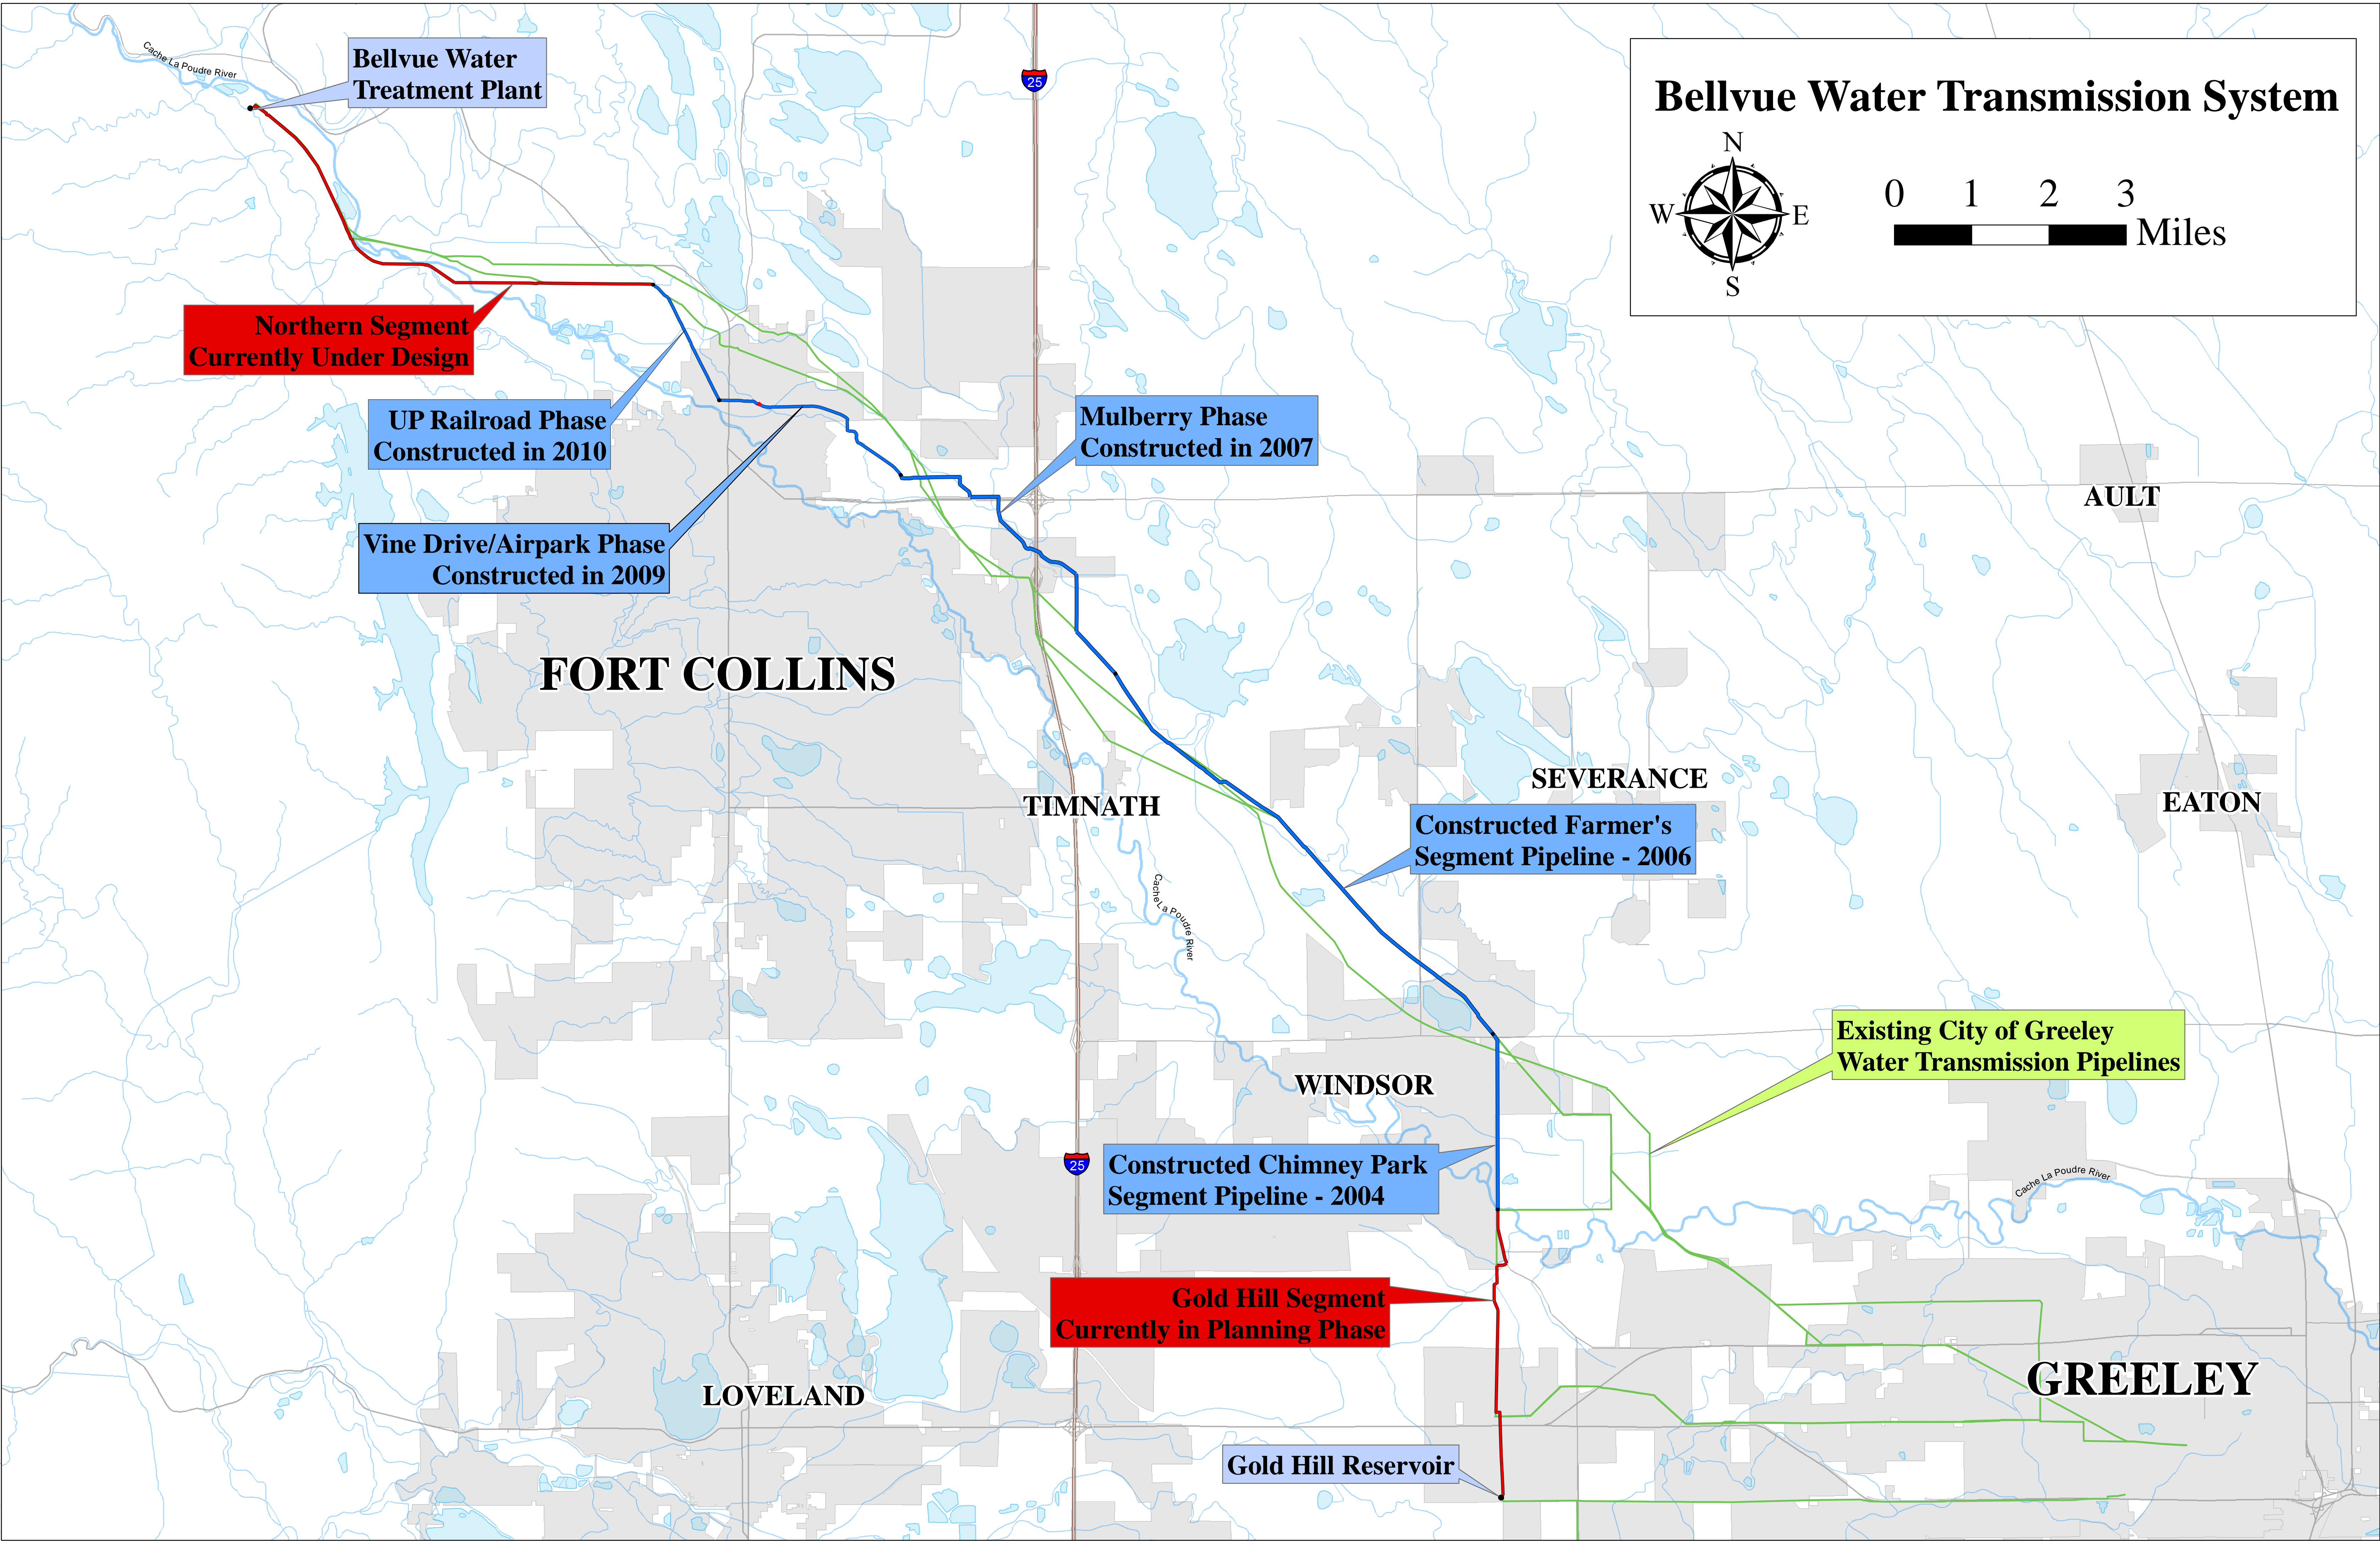 Cache La Poudre River
Bellvue Water
Treatment Plant
25
Bellvue Water Transmission System
N
W
E
S
0 1 2 3
Miles
Northern Segment
Currently Under Design
UP Railroad Phase
Constructed in 2010
Mulberry Phase
Constructed in 2007
Vine Drive/Airpark Phase
Constructed in 2009
AULT
FORT COLLINS
SEVERANCE
TIMNATH
EATON
Constructed Farmer's
Segment Pipeline - 2006
Cache La Poudre River
Existing City of Greeley
Water Transmission Pipelines
WINDSOR
25
Constructed Chimney Park
Segment Pipeline - 2004
Cache La Poudre River
Gold Hill Segment
Currently in Planning Phase
GREELEY
LOVELAND
Gold Hill Reservoir